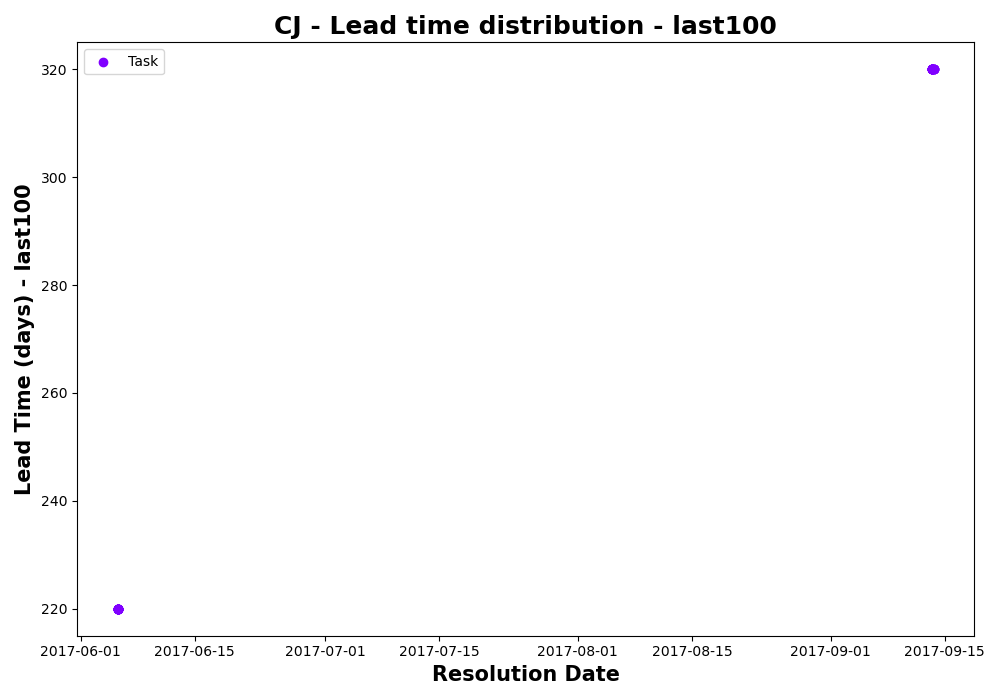 CJ - Lead time distribution - last100
Task
Lead Time (days) - last100
320
300
280
260
240
220
2017-06-01 2017-06-15 2017-07-01 2017-07-15 2017-08-01 2017-08-15 2017-09-01 2017-09-15
Resolution Date